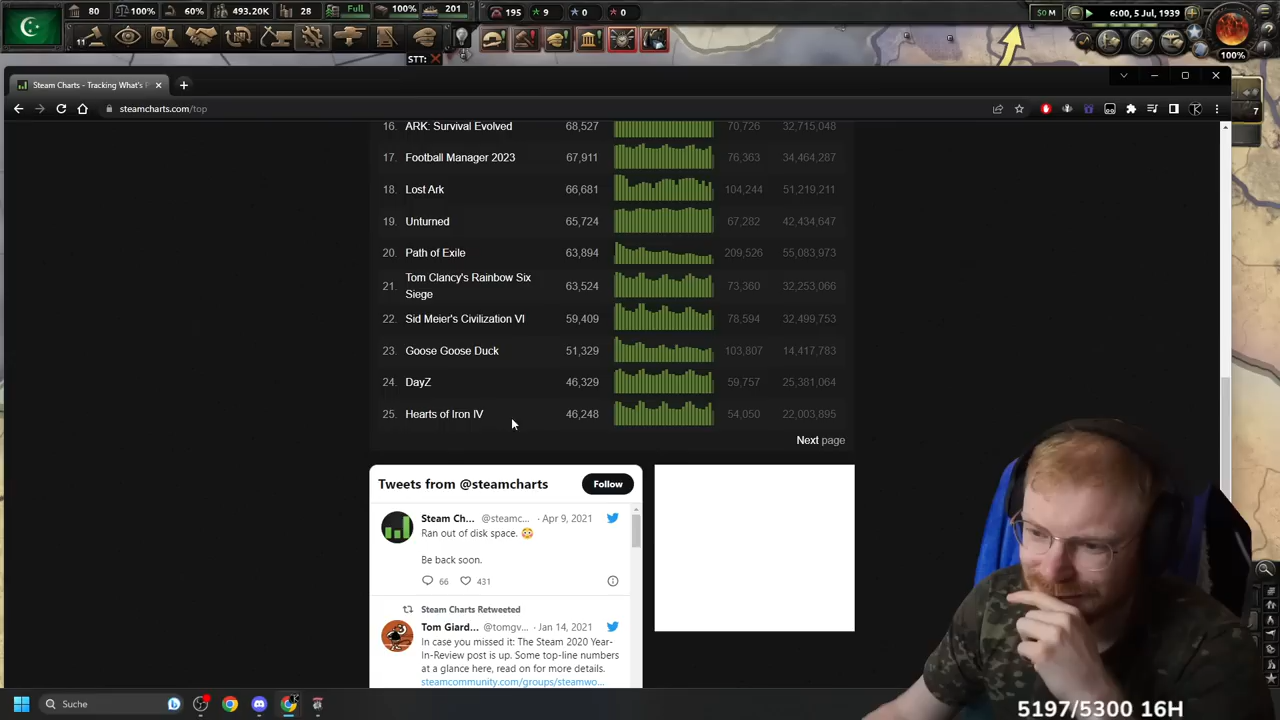 80 100% 60% 493.20K 28 Full 100% 201 195 9 0 0 $0 M 6:00, 5 Jul, 1939
11
100%
STT:
Steam Charts - Tracking What's P
steamcharts.com/top
7
16. ARK: Survival Evolved 68,527 70,726 32,715,048
17. Football Manager 2023 67,911 76,363 34,464,287
18. Lost Ark 66,681 104,244 51,219,211
19. Unturned 65,724 67,282 42,434,647
20. Path of Exile 63,894 209,526 55,083,849
21. Tom Clancy's Rainbow Six
Siege 63,524 73,360 32,253,066
22. Sid Meier's Civilization VI 59,409 78,594 32,499,753
23. Goose Goose Duck 51,329 103,807 14,417,783
24. DayZ 46,329 59,757 25,381,064
25. Hearts of Iron IV 46,248 54,050 22,003,895
Next page
Tweets from @steamcharts Follow
Steam Ch... @steamc... · Apr 9, 2021
Ran out of disk space. 😳
Be back soon.
66 431
Steam Charts Retweeted
Tom Giard... @tomgv... · Jan 14, 2021
In case you missed it: The Steam 2020 Year-
In-Review post is up. Some top-line numbers
at a glance here, read on for more details.
steamcommunity.com/groups/steamwo...
Suche
5197/5300 16H